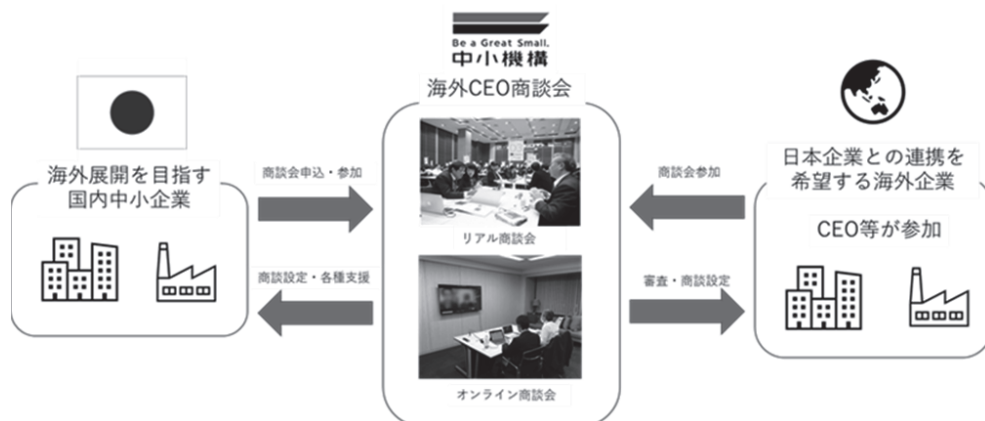 Be a Great Small.
中小機構
海外CEO商談会
海外展開を目指す
国内中小企業
商談会申込・参加
商談設定・各種支援
リアル商談会
オンライン商談会
商談会参加
審査・商談設定
日本企業との連携を
希望する海外企業
CEO等が参加